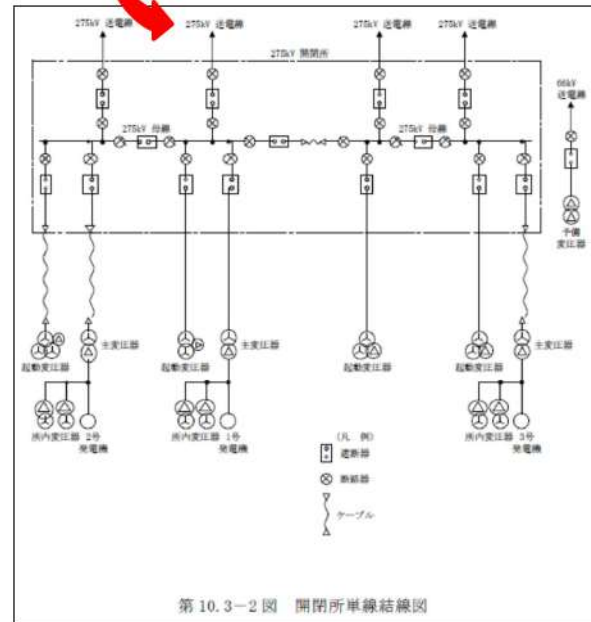 275kV 送電線
275kV 送電線
275kV 送電線
275kV 送電線
275kV 開閉所
66kV
送電線
275kV 母線
275kV 母線
予備
変圧器
主変圧器
主変圧器
主変圧器
起動変圧器
起動変圧器
起動変圧器
起動変圧器
所内変圧器 2号
発電機
所内変圧器 1号
発電機
所内変圧器 3号
発電機
(凡 例)
遮断器
断路器
ケーブル
第 10.3-2 図 開閉所単線結線図